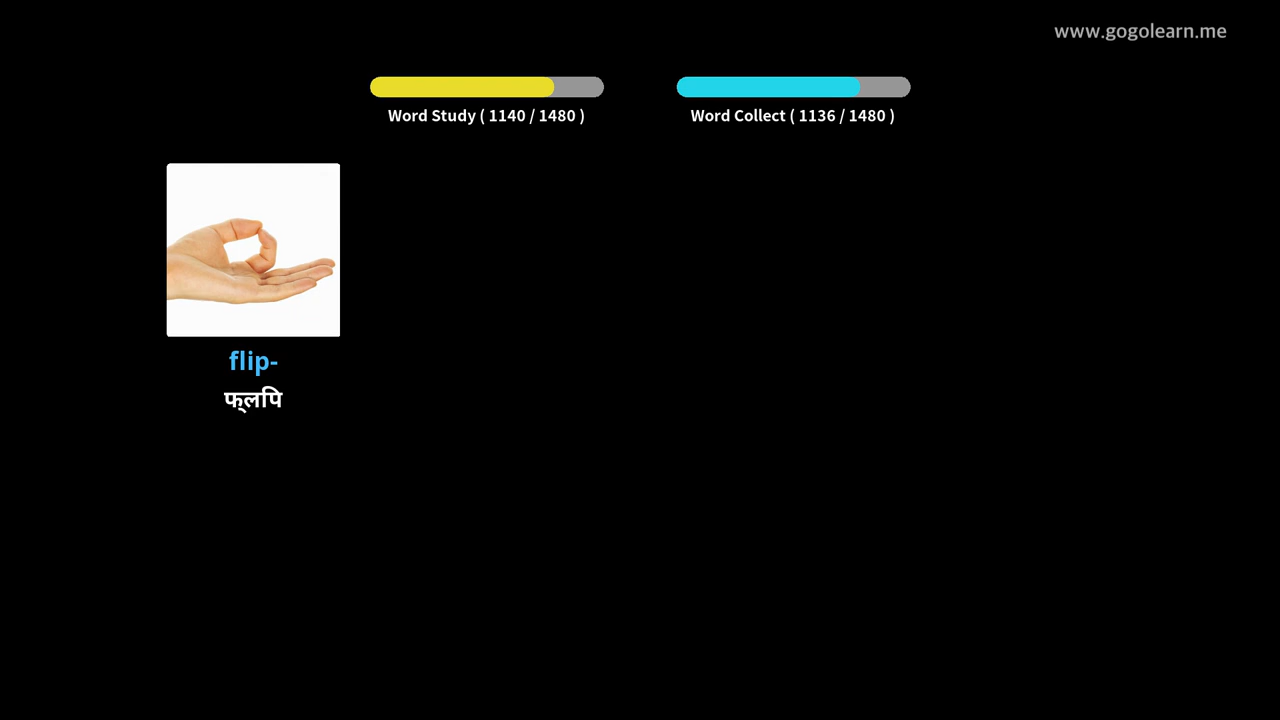 www.gogolearn.me
Word Study ( 1140 / 1480 )
Word Collect ( 1136 / 1480 )
flip-
फ्लपि